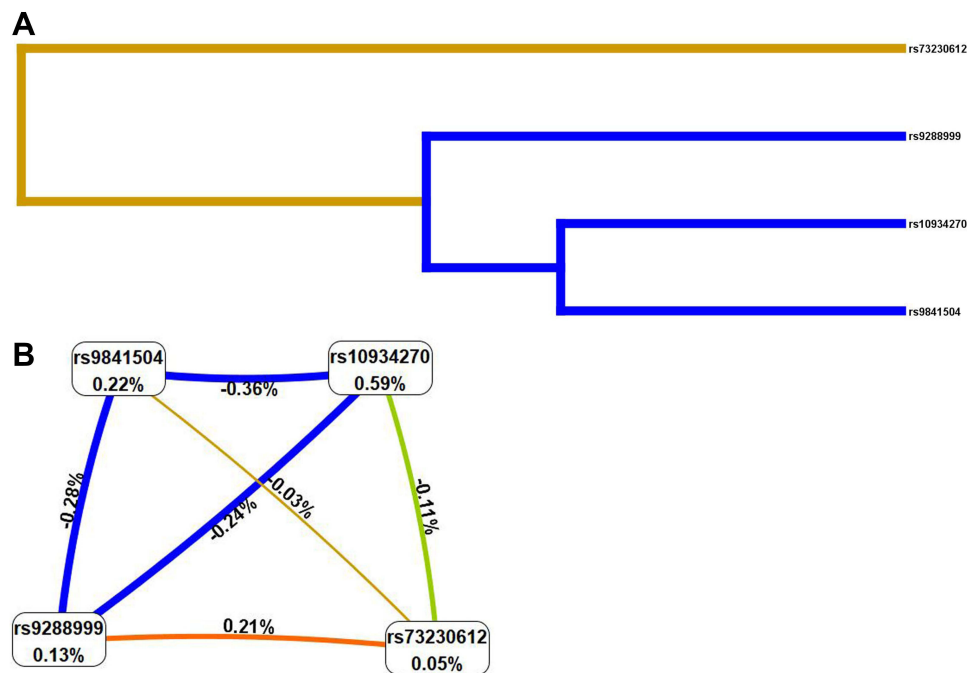 A
rs73230612
rs9288999
rs10934270
rs9841504
B
rs9841504
0.22%
rs10934270
0.59%
-0.36%
-0.28%
-0.24%
-0.03%
-0.11%
rs9288999
0.13%
0.21%
rs73230612
0.05%